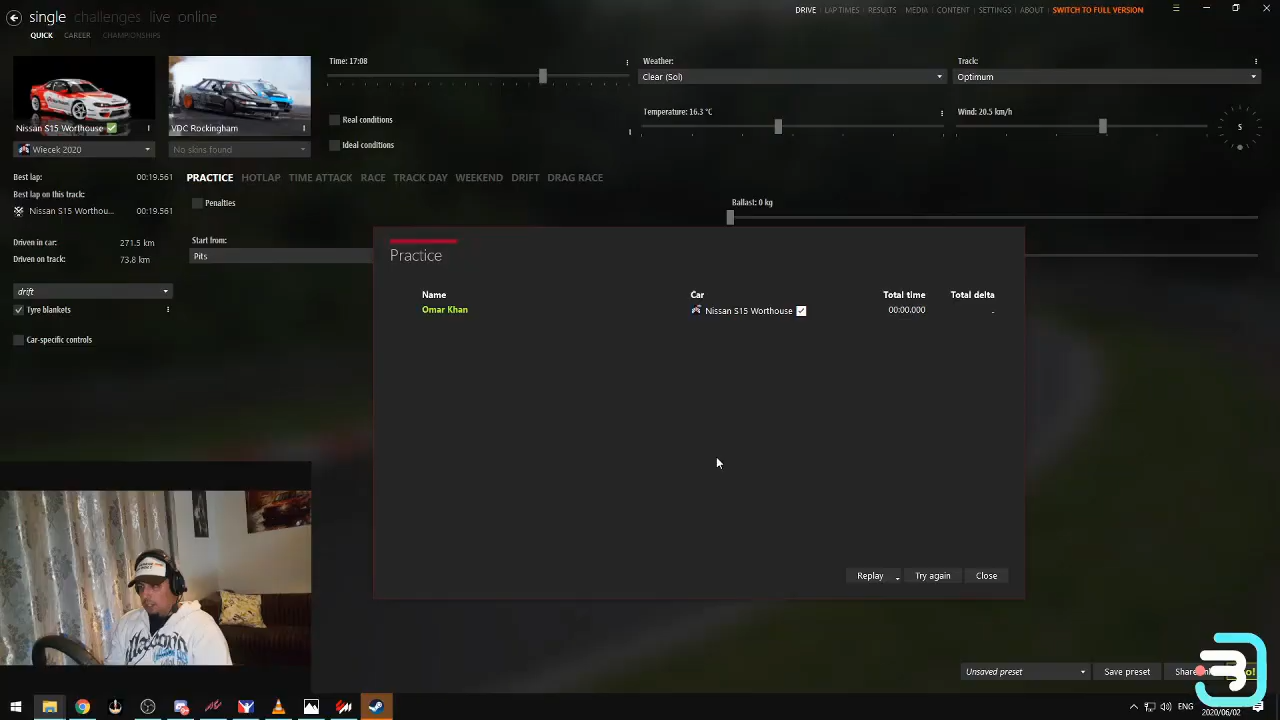 single challenges live online
DRIVE | LAP TIMES | RESULTS | MEDIA | CONTENT | SETTINGS | ABOUT | SWITCH TO FULL VERSION
QUICK CAREER CHAMPIONSHIPS
Nissan S15 Worthouse
VDC Rockingham
Wiecek 2020
No skins found
Time: 17:08
Weather:
Clear (Sol)
Track:
Optimum
Real conditions
Ideal conditions
Temperature: 16.3 °C
Wind: 20.5 km/h
S
Best lap: 00:19.561
Best lap on this track:
Nissan S15 Worthou... 00:19.561
Driven in car: 271.5 km
Driven on track: 73.8 km
drift
Tyre blankets
Car-specific controls
PRACTICE HOTLAP TIME ATTACK RACE TRACK DAY WEEKEND DRIFT DRAG RACE
Penalties
Ballast: 0 kg
Start from:
Pits
Practice
Name Car Total time Total delta
Omar Khan Nissan S15 Worthouse 00:00.000 -
Replay Try again Close
Unsaved preset Save preset
ENG 5:08 PM
2020/06/02